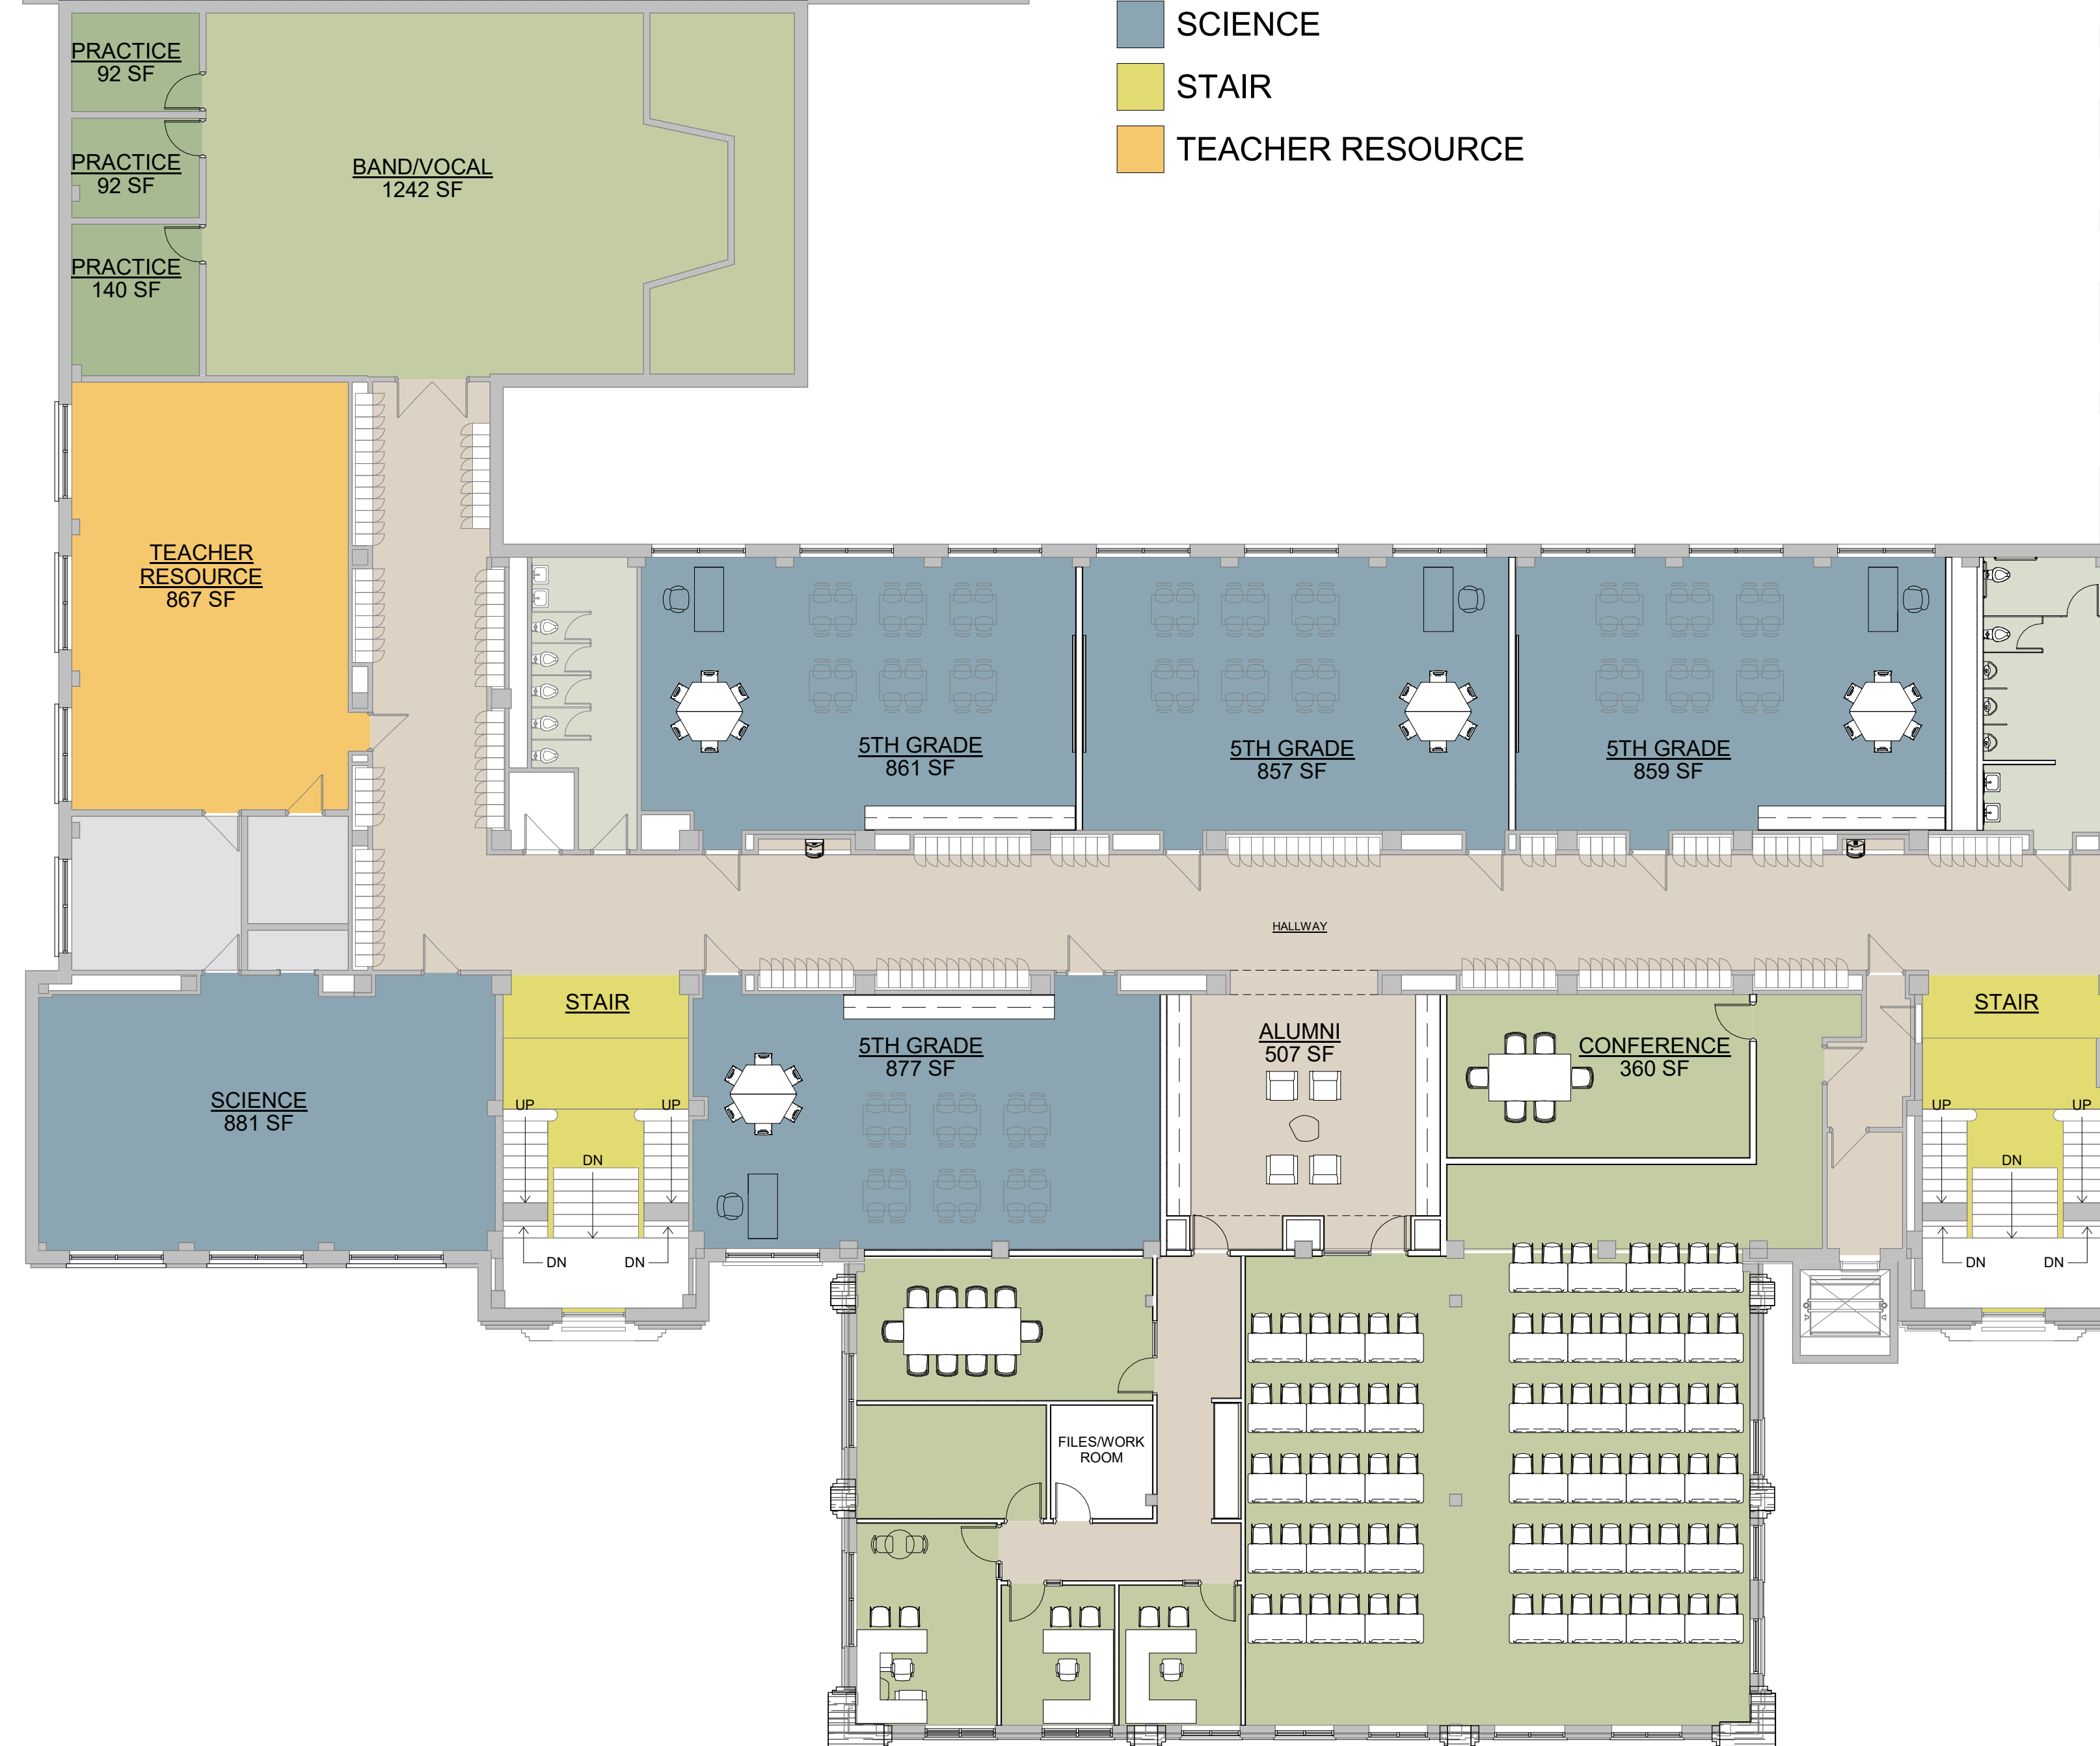 SCIENCE
STAIR
TEACHER RESOURCE
PRACTICE
92 SF
PRACTICE
92 SF
PRACTICE
140 SF
BAND/VOCAL
1242 SF
TEACHER
RESOURCE
867 SF
5TH GRADE
861 SF
5TH GRADE
857 SF
5TH GRADE
859 SF
HALLWAY
STAIR
UP
UP
DN
DN
DN
SCIENCE
881 SF
5TH GRADE
877 SF
ALUMNI
507 SF
CONFERENCE
360 SF
STAIR
UP
UP
DN
DN
DN
FILES/WORK
ROOM